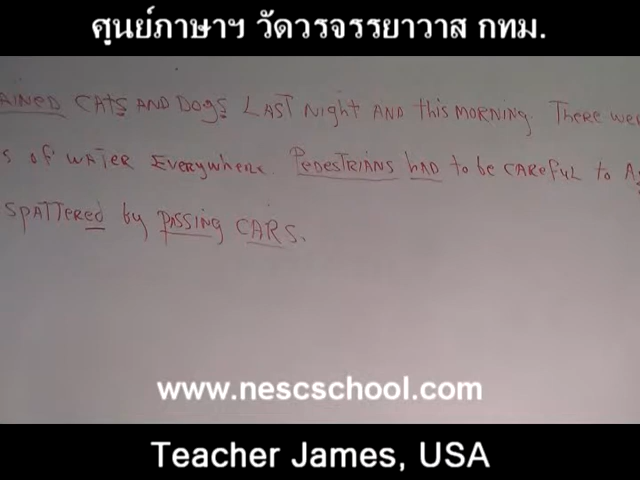 ศูนย์ภาษาฯ วัดวรจรรยาวาส กทม.
AINED CATS AND DOGS LAST Night AND this MORNING. THERE WE
S of WATER EVERYWHERE. PEDESTRIANS HAD to be CAREFUL to A
SPATTERED by PASSING CARS.
www.nescschool.com
Teacher James, USA